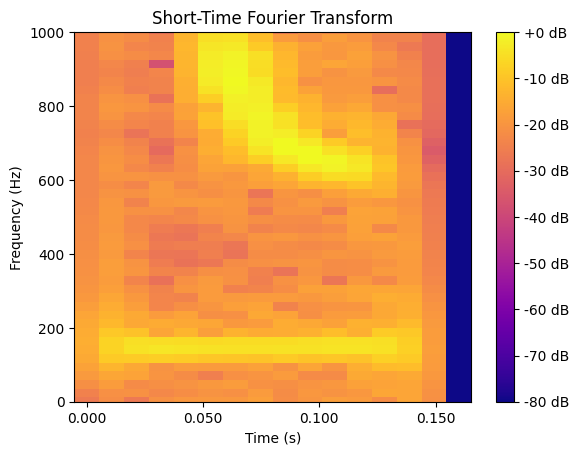 Short-Time Fourier Transform
1000
800
600
400
200
0
Frequency (Hz)
0.000
0.050
0.100
0.150
Time (s)
+0 dB
-10 dB
-20 dB
-30 dB
-40 dB
-50 dB
-60 dB
-70 dB
-80 dB